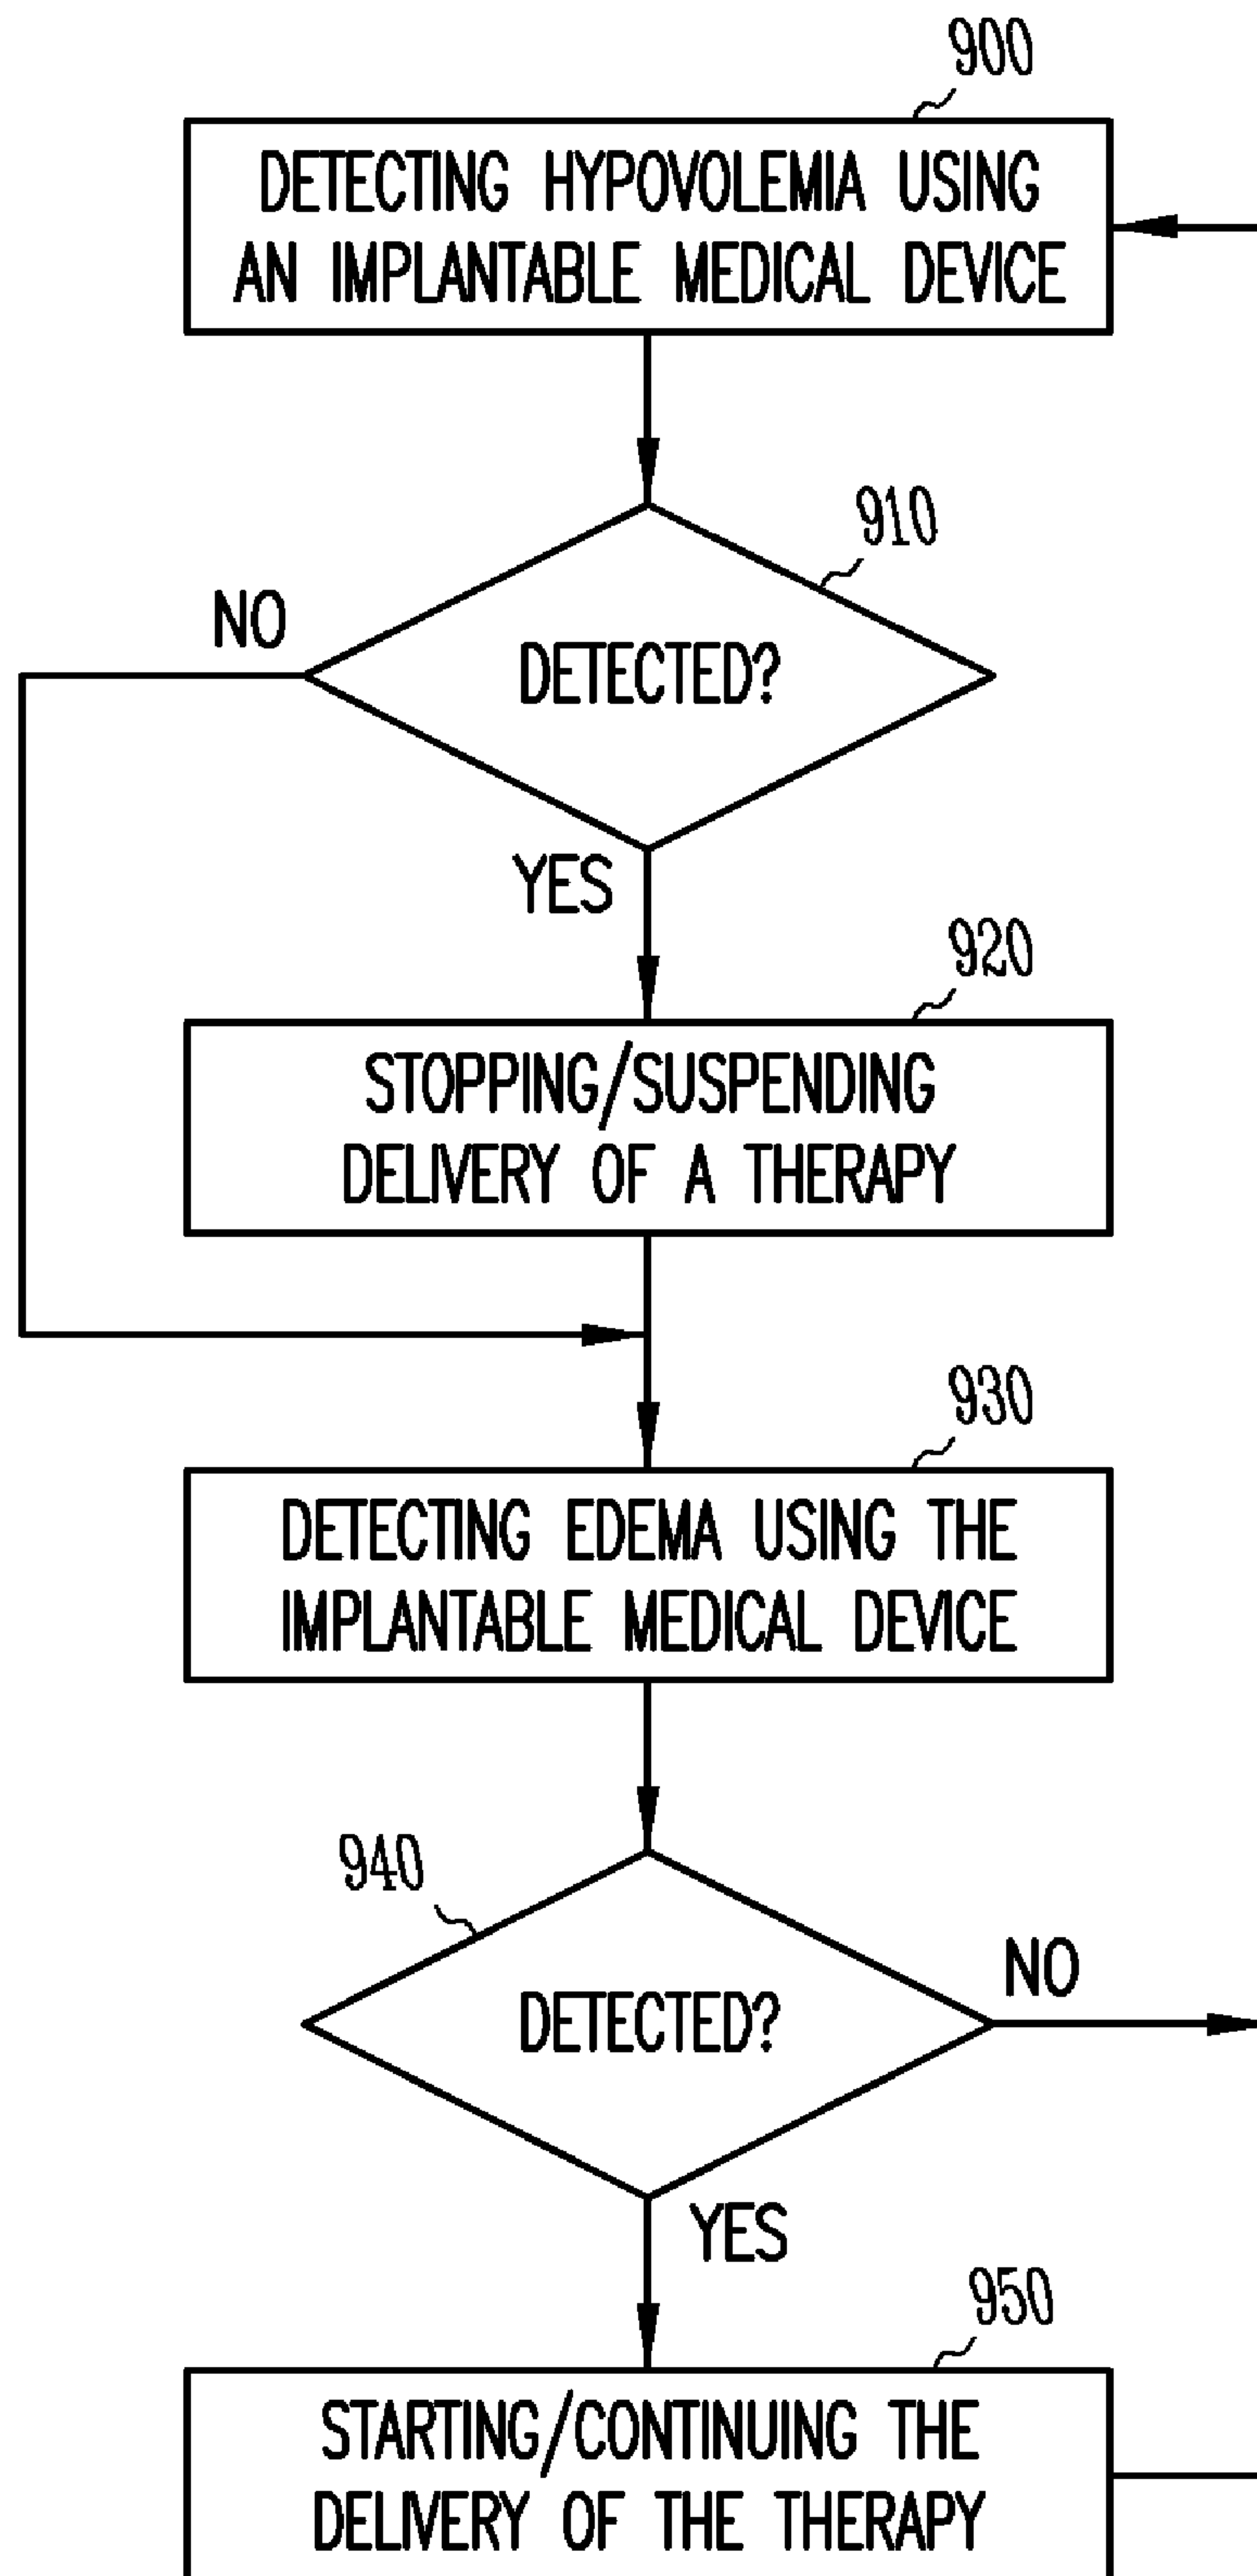 900
DETECTING HYPOVOLEMIA USING
AN IMPLANTABLE MEDICAL DEVICE
910
NO
DETECTED?
YES
920
STOPPING/SUSPENDING
DELIVERY OF A THERAPY
930
DETECTING EDEMA USING THE
IMPLANTABLE MEDICAL DEVICE
940
NO
DETECTED?
YES
950
STARTING/CONTINUING THE
DELIVERY OF THE THERAPY